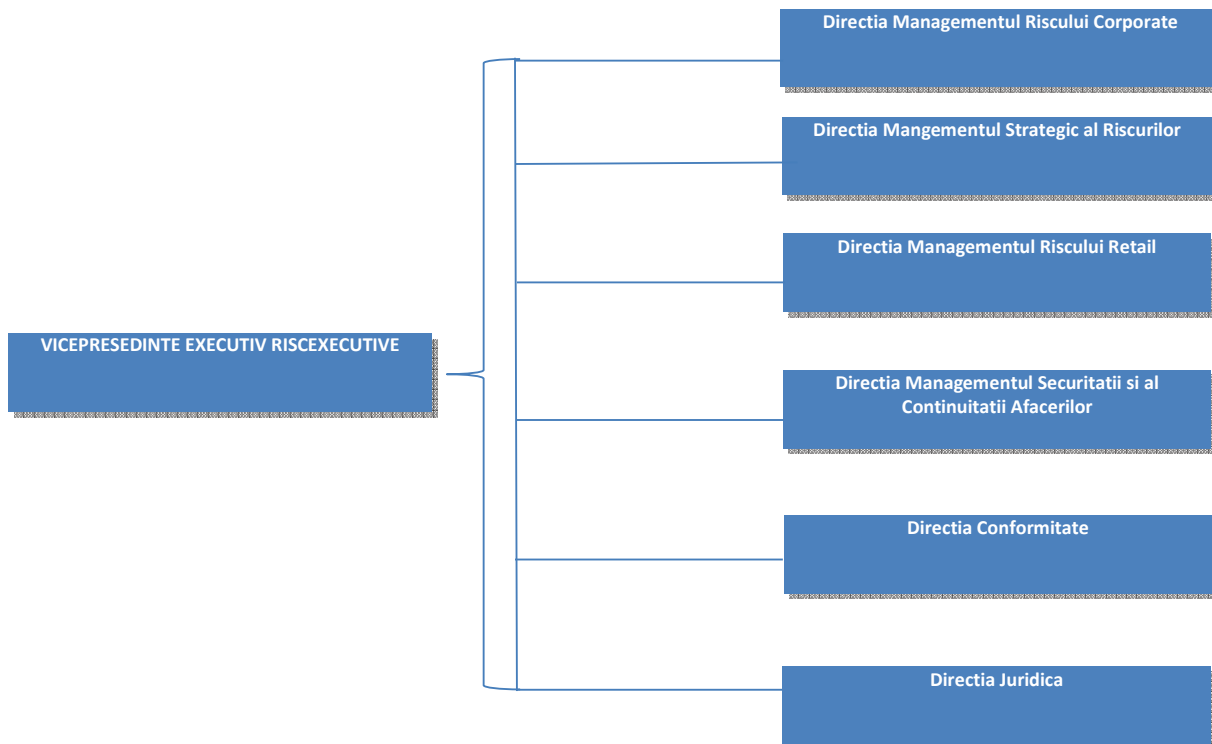 Directia Managementul Riscului Corporate
Directia Mangementul Strategic al Riscurilor
Directia Managementul Riscului Retail
VICEPRESEDINTE EXECUTIV RISCEXECUTIVE
Directia Managementul Securitatii si al
Continuitatii Afacerilor
Directia Conformitate
Directia Juridica